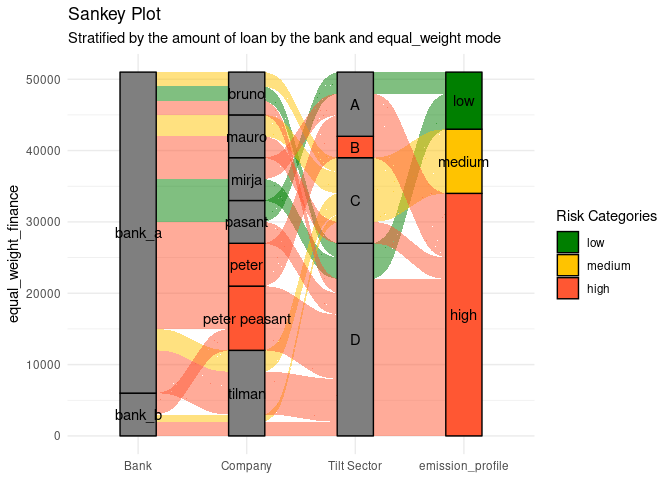 Sankey Plot
Stratified by the amount of loan by the bank and equal_weight mode
equal_weight_finance
50000
40000
30000
20000
10000
0
bank_a
bank_b
bruno
mauro
mirja
pasant
peter
peter peasant
tilman
A
B
C
D
low
medium
high
Bank
Company
Tilt Sector
emission_profile
Risk Categories
low
medium
high